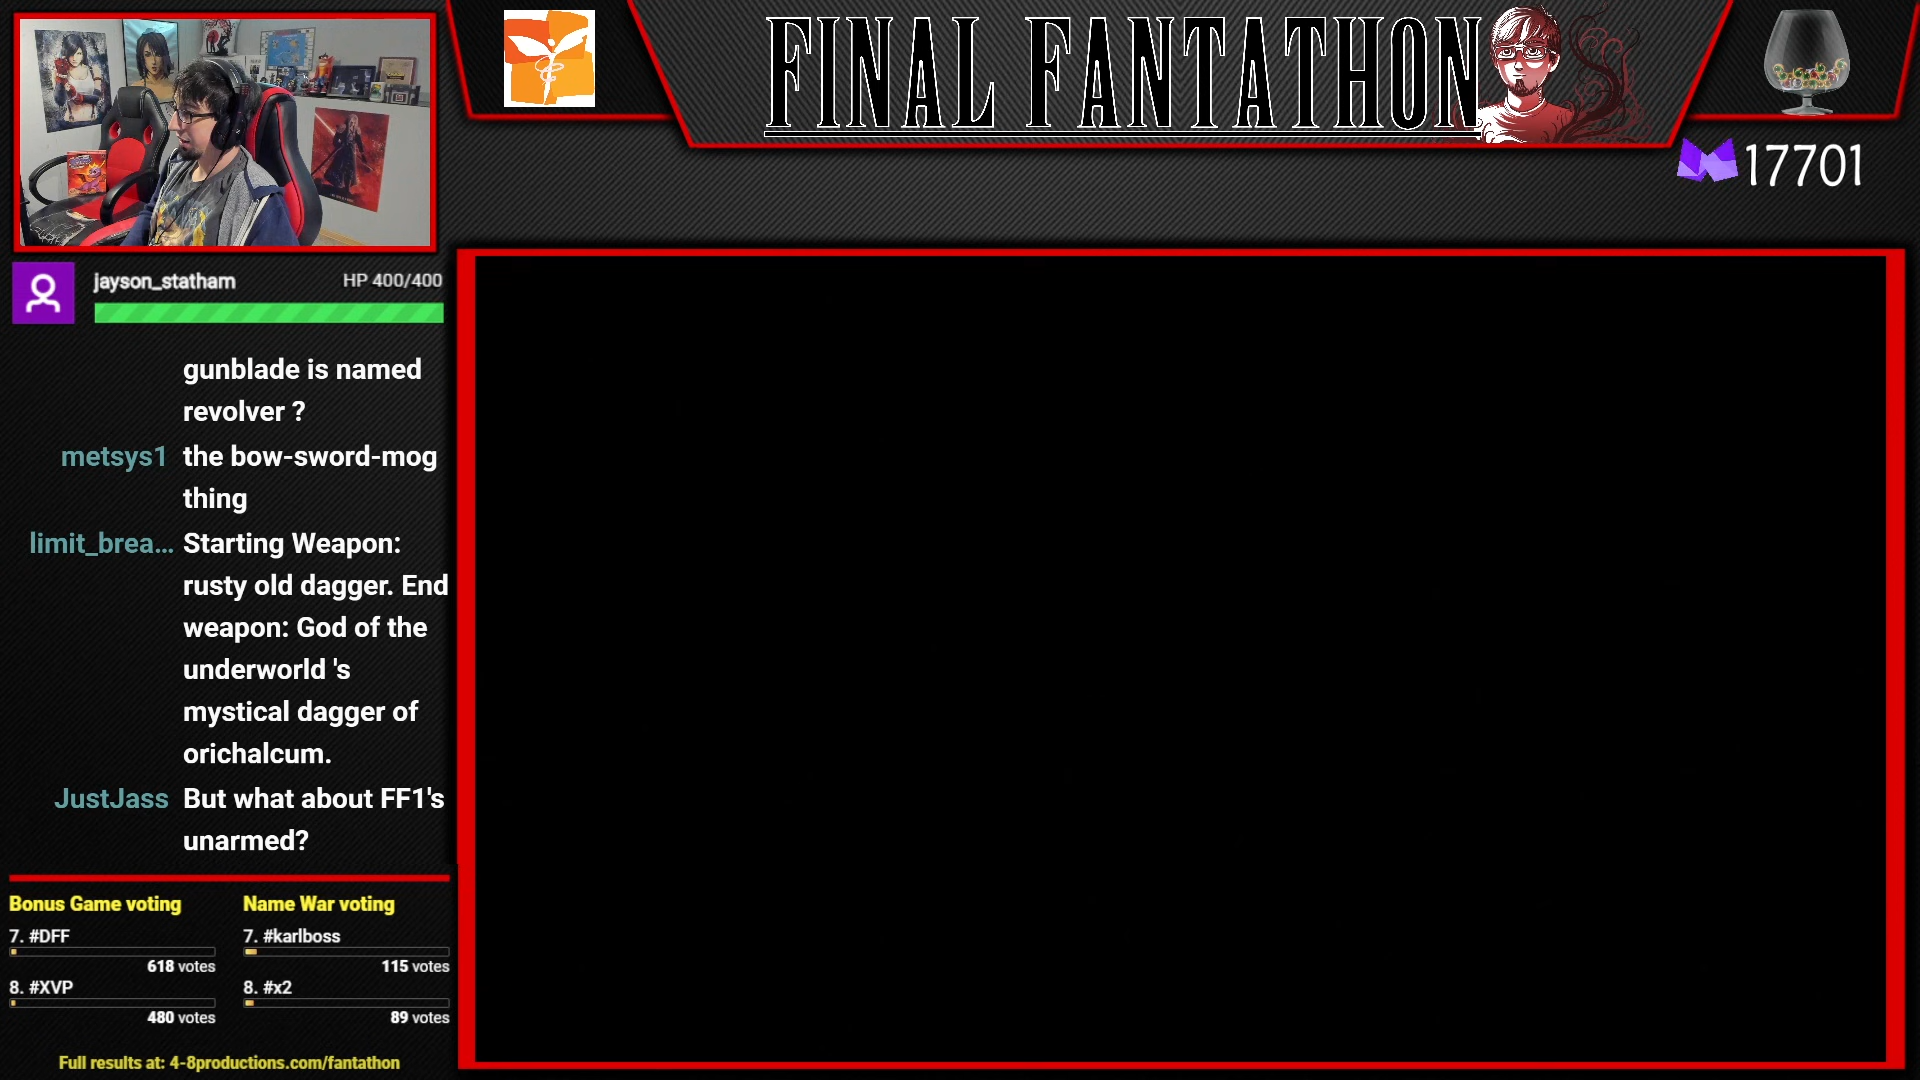 FINAL FANTATHON
17701
jayson_statham HP 400/400
gunblade is named
revolver ?
metsys1 the bow-sword-mog
thing
limit_brea... Starting Weapon:
rusty old dagger. End
weapon: God of the
underworld 's
mystical dagger of
orichalcum.
JustJass But what about FF1's
unarmed?
Bonus Game voting
7. #DFF
618 votes
8. #XVP
480 votes
Name War voting
7. #karlboss
115 votes
8. #x2
89 votes
Full results at: 4-8productions.com/fantathon